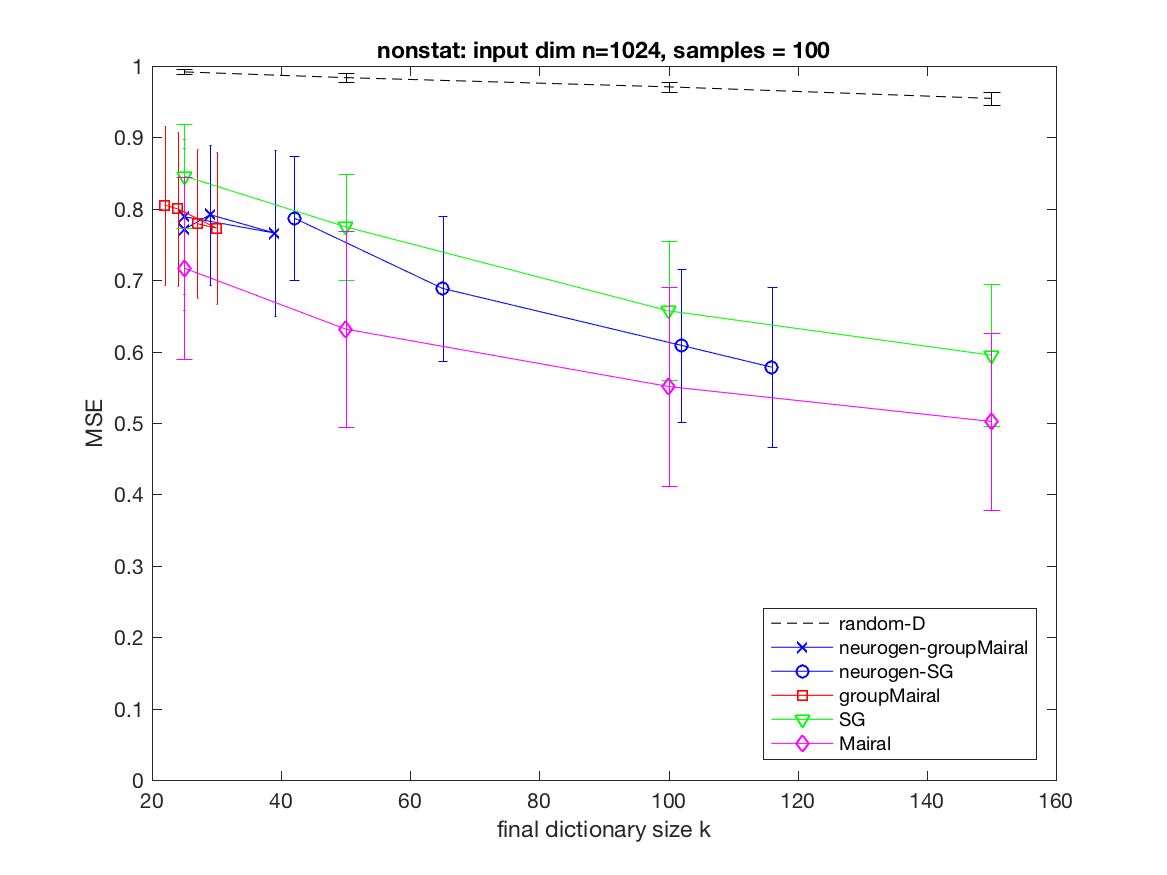 nonstat: input dim n=1024, samples = 100
1
0.9
0.8
0.7
0.6
0.5
0.4
0.3
0.2
0.1
0
MSE
random-D
neurogen-groupMairal
neurogen-SG
groupMairal
SG
Mairal
20 40 60 80 100 120 140 160
final dictionary size k